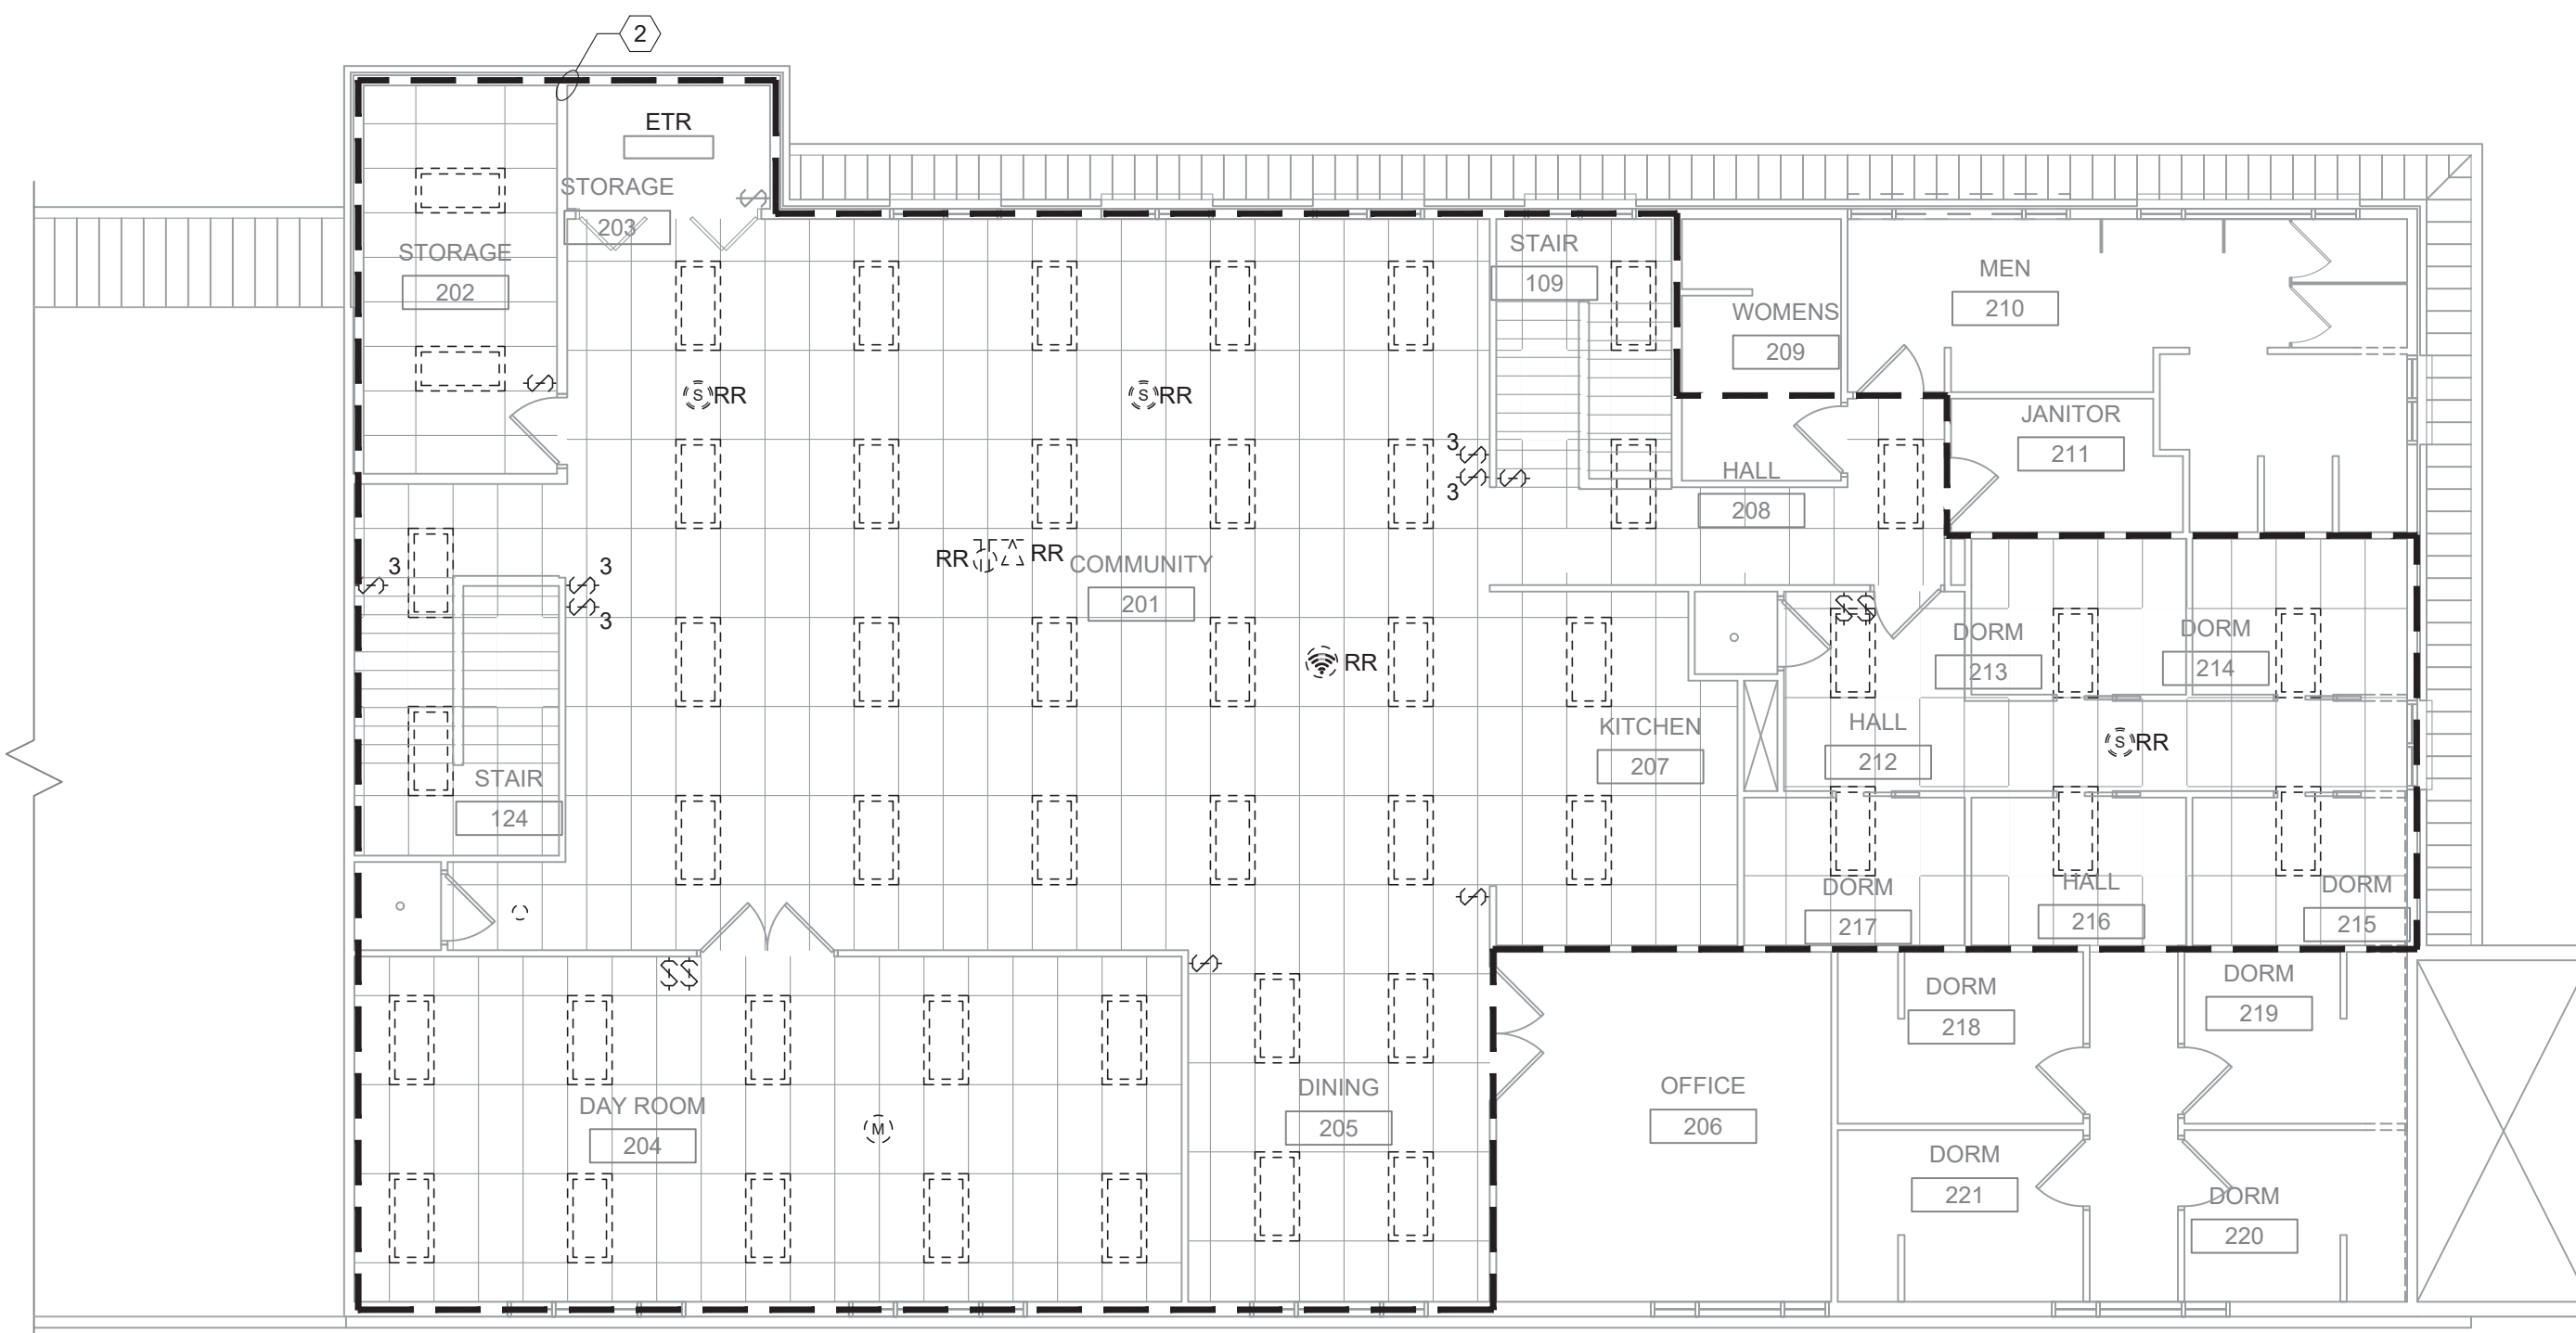 2
ETR
STORAGE
203
$
STORAGE
202
$
STAIR
109
WOMENS
209
MEN
210
S RR
S RR
JANITOR
211
3
$
$ $
3
HALL
208
3
$
3
$
$
3
RR
RR
COMMUNITY
201
$$
DORM
213
DORM
214
RR
KITCHEN
207
HALL
212
S RR
STAIR
124
DORM
217
HALL
216
DORM
215
$
$$
$
DAY ROOM
204
M
DINING
205
OFFICE
206
DORM
218
DORM
219
DORM
221
DORM
220